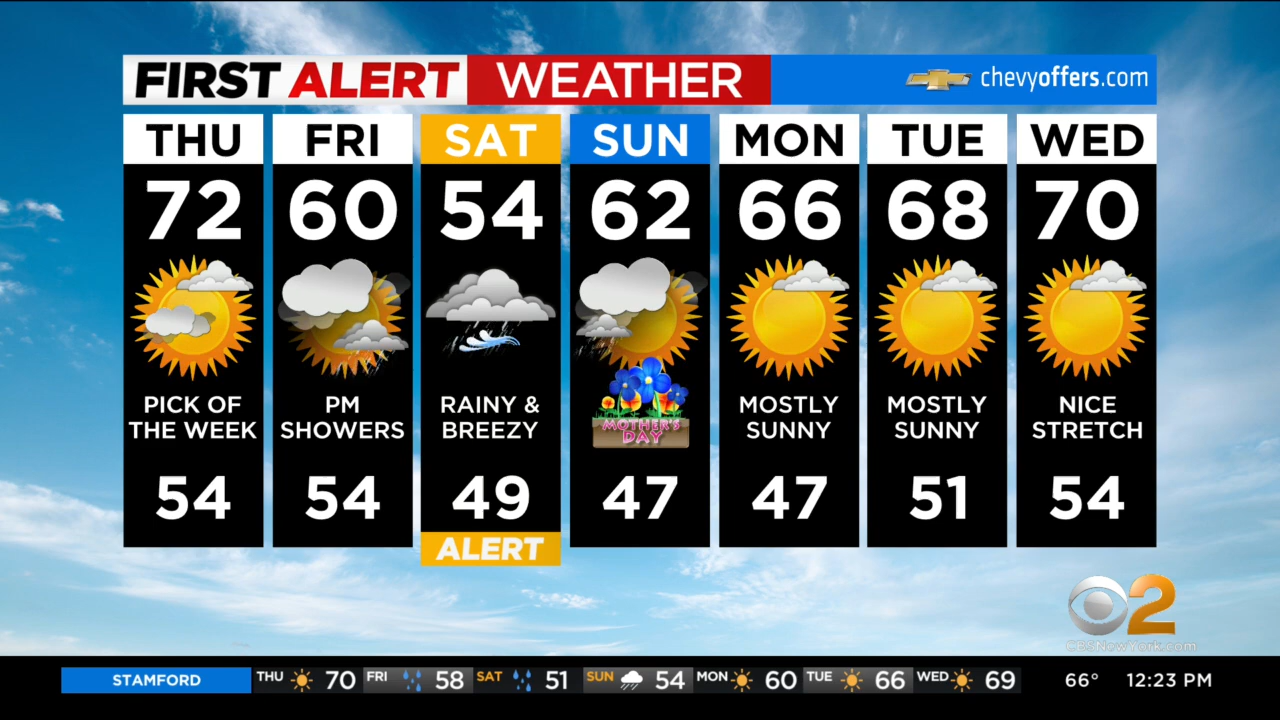 FIRST ALERT WEATHER
chevyoffers.com
THU FRI SAT SUN MON TUE WED
72 60 54 62 66 68 70
PICK OF
THE WEEK
PM
SHOWERS
RAINY &
BREEZY
MOTHER'S
DAY
MOSTLY
SUNNY
MOSTLY
SUNNY
NICE
STRETCH
54 54 49 47 47 51 54
ALERT
2
CBSNewYork.com
STAMFORD THU 70 FRI 58 SAT 51 SUN 54 MON 60 TUE 66 WED 69 66° 12:23 PM